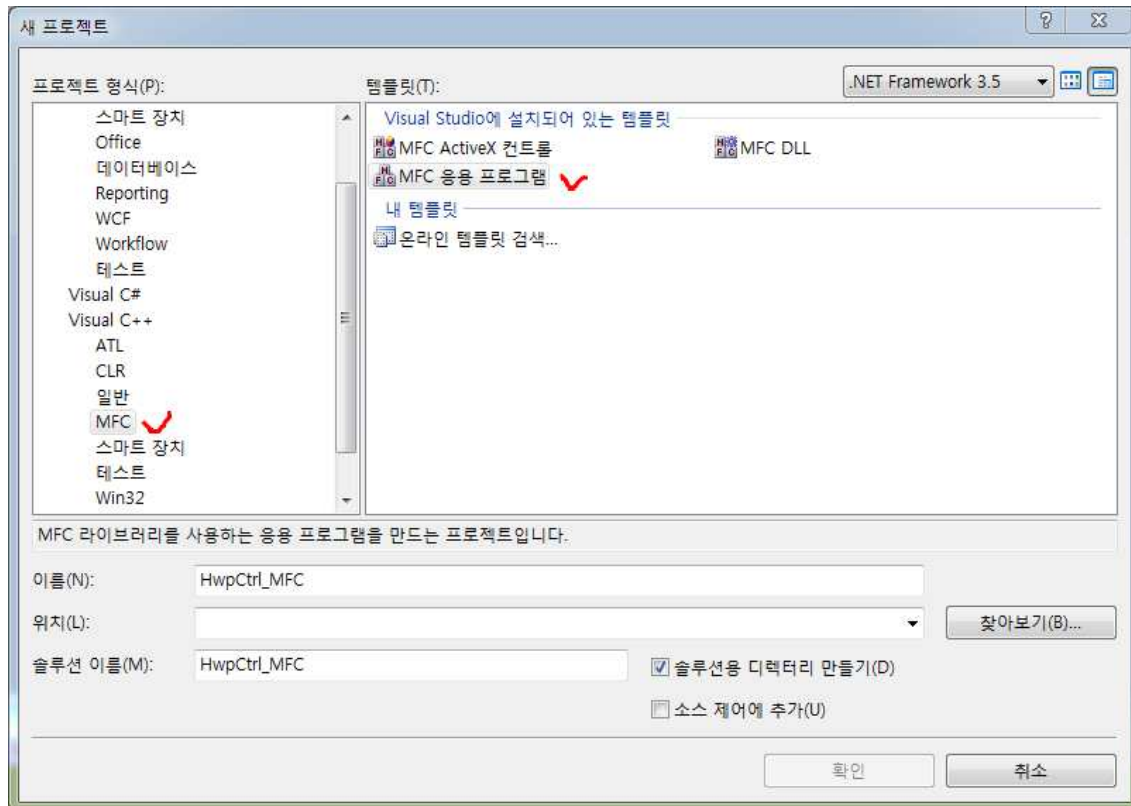 새 프로젝트
프로젝트 형식(P):
템플릿(T):
.NET Framework 3.5
스마트 장치
Office
데이터베이스
Reporting
WCF
Workflow
테스트
Visual C#
Visual C++
ATL
CLR
일반
MFC
스마트 장치
테스트
Win32
Visual Studio에 설치되어 있는 템플릿
MFC ActiveX 컨트롤
MFC DLL
MFC 응용 프로그램
내 템플릿
온라인 템플릿 검색...
MFC 라이브러리를 사용하는 응용 프로그램을 만드는 프로젝트입니다.
이름(N):
HwpCtrl_MFC
위치(L):
찾아보기(B)...
솔루션 이름(M):
HwpCtrl_MFC
솔루션용 디렉터리 만들기(D)
소스 제어에 추가(U)
확인
취소